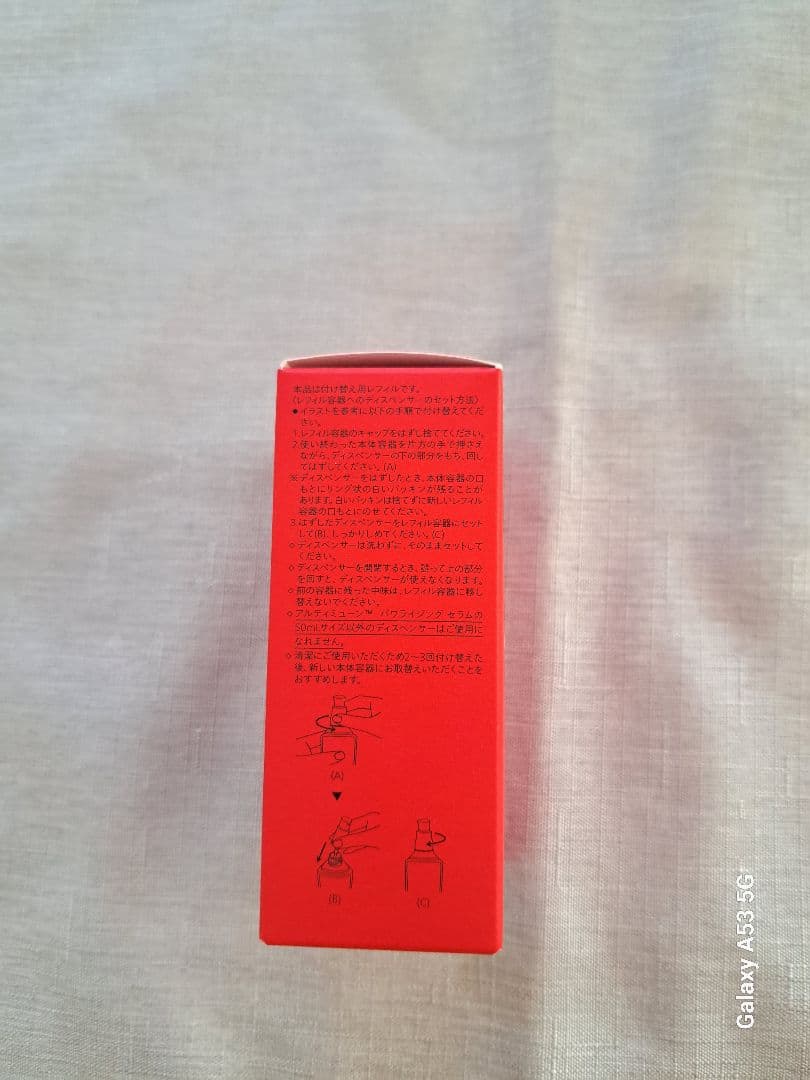 本品は付け替え用レフィルです。
〈レフィル容器へのディスペンサーのセット方法〉
●イラストを参考に以下の手順で付け替えてくだ
さい。
1.レフィル容器のキャップをはずし捨ててください。
2.使い終わった本体容器を片方の手で押さえ
ながら、ディスペンサーの下の部分をもち、回し
てはずしてください。(A)
※ディスペンサーをはずしたとき、本体容器の口
もとにリング状の白いパッキンが残ることが
あります。白いパッキンは捨てずに新しいレフィル
容器の口もとにのせてください。
3.はずしたディスペンサーをレフィル容器にセット
して(B)、しっかりしめてください。(C)
○ディスペンサーは洗わずに、そのままセットして
ください。
○ディスペンサーを開閉するとき、誤って上の部分
を回すと、ディスペンサーが使えなくなります。
○前の容器に残った中味は、レフィル容器に移し
替えないでください。
○アルティミューン™ パワライジング セラムの
50mLサイズ以外のディスペンサーはご使用に
なれません。
○清潔にご使用いただくため2～3回付け替えた
後、新しい本体容器にお取替えいただくことを
おすすめします。
(A)
▼
(B)
(C)
Galaxy A53 5G